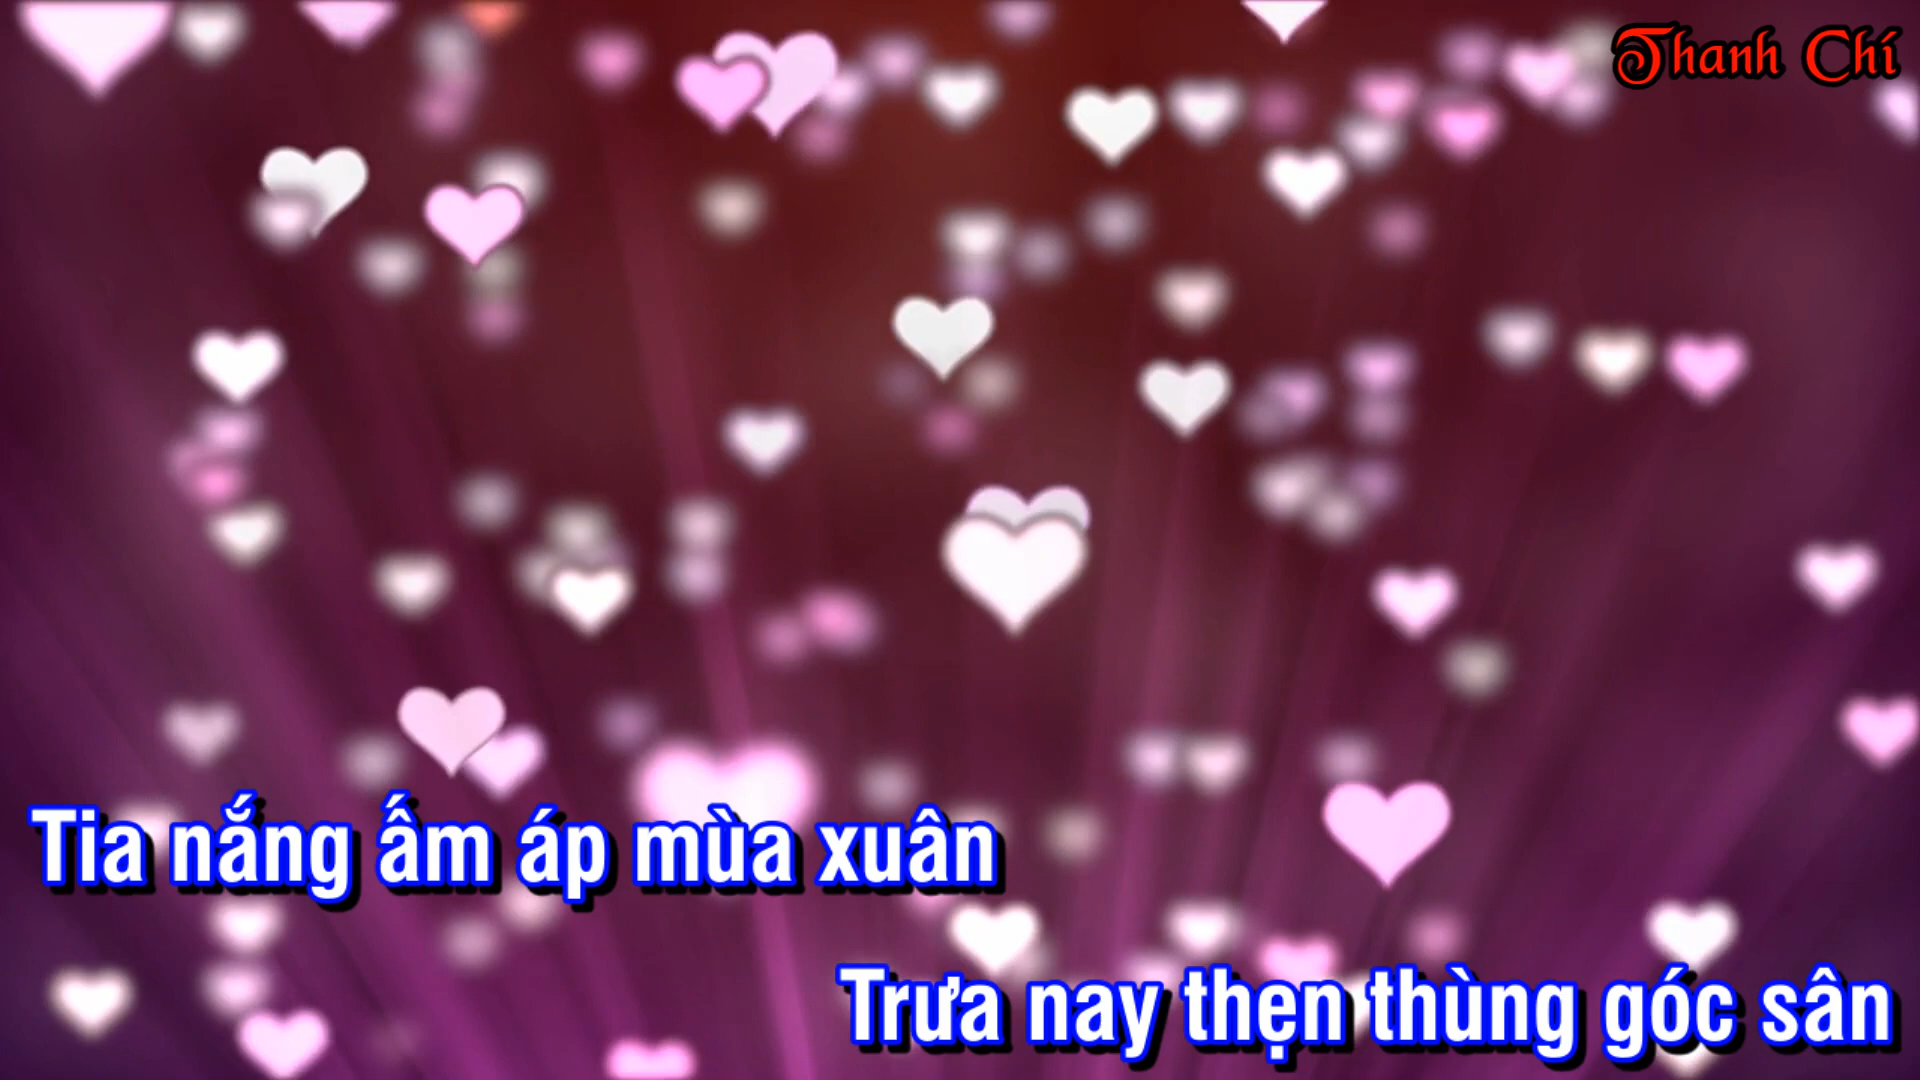 Thanh Chí
Tia nắng ấm áp mùa xuân
Trưa nay thẹn thùng góc sân